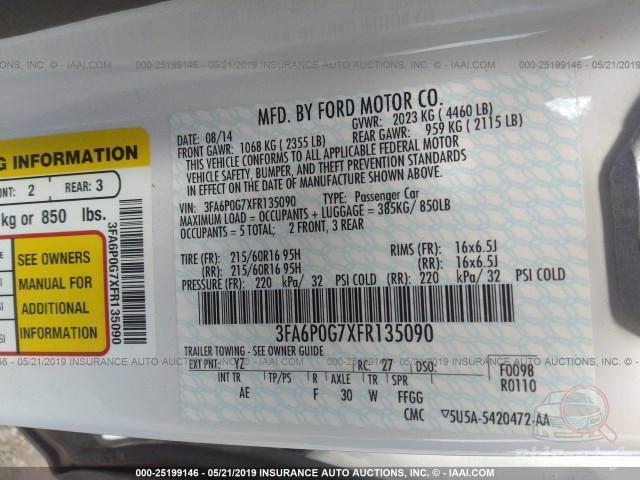 000-25199146 - 05/21/2019 INSURANCE AUTO AUCTIONS, INC. - IAAI.COM
MFD. BY FORD MOTOR CO.
DATE: 08/14 GVWR: 2023 KG ( 4460 LB)
FRONT GAWR: 1068 KG ( 2355 LB) REAR GAWR: 959 KG ( 2115 LB)
THIS VEHICLE CONFORMS TO ALL APPLICABLE FEDERAL MOTOR
VEHICLE SAFETY, BUMPER, AND THEFT PREVENTION STANDARDS
IN EFFECT ON THE DATE OF MANUFACTURE SHOWN ABOVE.
VIN: 3FA6P0G7XFR135090 TYPE: Passenger Car
MAXIMUM LOAD = OCCUPANTS + LUGGAGE = 385KG/ 850LB
OCCUPANTS = 5 TOTAL; 2 FRONT, 3 REAR
TIRE (FR): 215/60R16 95H RIMS (FR): 16x6.5J
(RR): 215/60R16 95H (RR): 16x6.5J
PRESSURE (FR): 220 kPa/ 32 PSI COLD (RR): 220 kPa/ 32 PSI COLD
3FA6P0G7XFR135090
TRAILER TOWING - SEE OWNER GUIDE
EXT PNT: YZ RC: 27 DSO: F0098
R0110
INT TR TP/PS R AXLE TR SPR
AE F 30 W FFGG
CMC 5U5A-5420472-AA
G INFORMATION
ONT: 2 REAR: 3
kg or 850 lbs.
SEE OWNERS
MANUAL FOR
ADDITIONAL
INFORMATION
3FA6P0G7XFR135090
000-25199146 - 05/21/2019 INSURANCE AUTO AUCTIONS, INC. - IAAI.COM